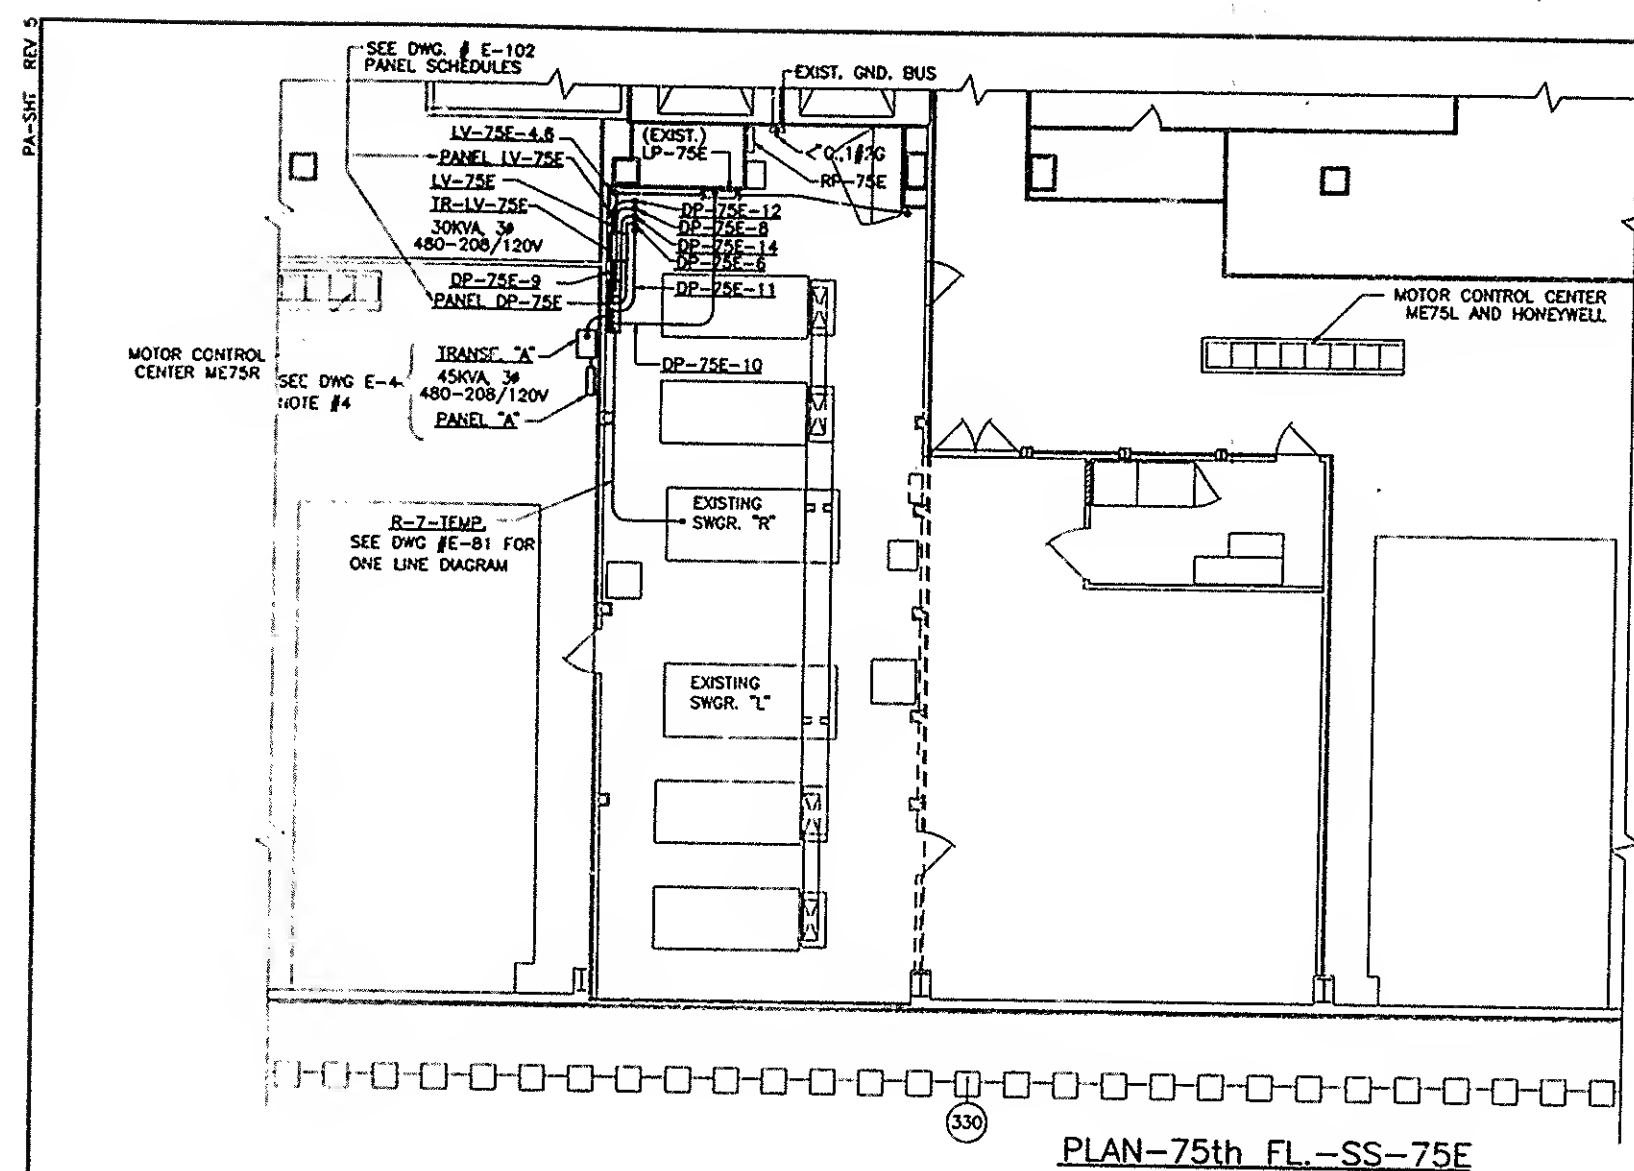 PA-SHT REV 5
SEE DWG. # E-102
PANEL SCHEDULES
EXIST. GND. BUS
LV-75E-4,6
(EXIST.)
LP-75E
PANEL LV-75E
RP-75E
LV-75E
TR-LV-75E
30KVA, 3ø
480-208/120V
DP-75E-12
DP-75E-8
DP-75E-14
DP-75E-6
DP-75E-9
DP-75E-11
PANEL DP-75E
MOTOR CONTROL CENTER
ME75L AND HONEYWELL
MOTOR CONTROL
CENTER ME75R
SEE DWG E-4
NOTE #4
TRANSF. "A"
45KVA, 3ø
480-208/120V
PANEL "A"
DP-75E-10
EXISTING
SWGR. "R"
R-7-TEMP.
SEE DWG #E-81 FOR
ONE LINE DIAGRAM
EXISTING
SWGR. "L"
330
PLAN-75th FL.-SS-75E